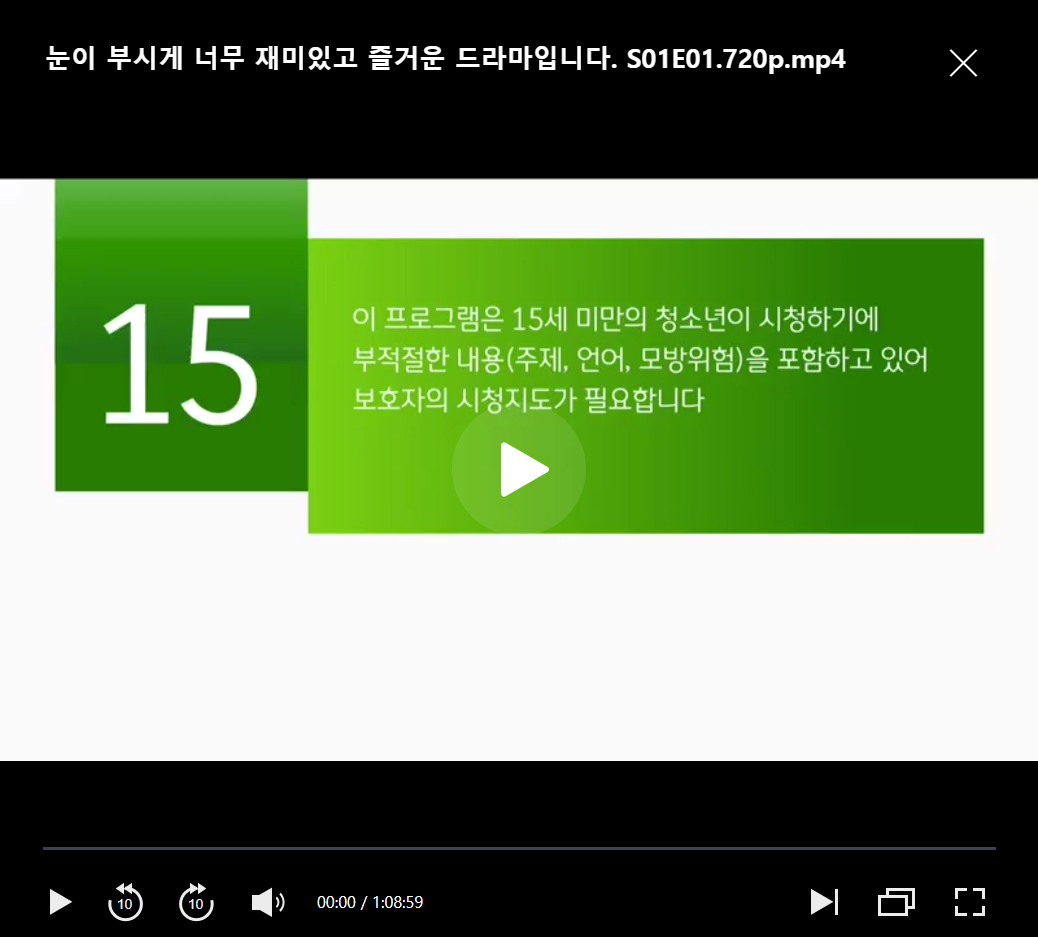 눈이 부시게 너무 재미있고 즐거운 드라마입니다. S01E01.720p.mp4
15
이 프로그램은 15세 미만의 청소년이 시청하기에
부적절한 내용(주제, 언어, 모방위험)을 포함하고 있어
보호자의 시청지도가 필요합니다
10
10
00:00 / 1:08:59